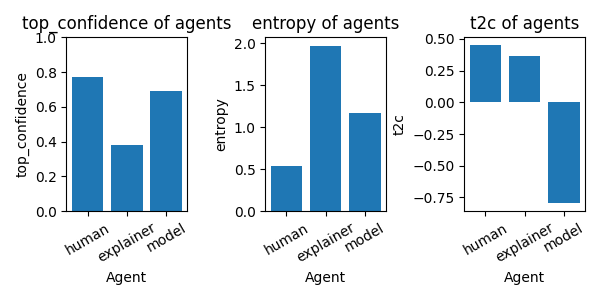 top_confidence of agents
top_confidence
1.0
0.8
0.6
0.4
0.2
0.0
human
explainer
model
Agent
entropy of agents
entropy
2.0
1.5
1.0
0.5
0.0
human
explainer
model
Agent
t2c of agents
t2c
0.50
0.25
0.00
−0.25
−0.50
−0.75
human
explainer
model
Agent